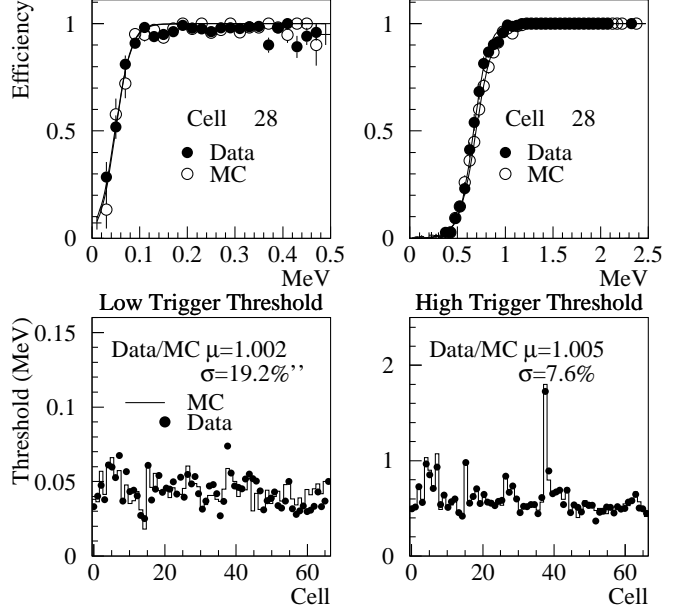 Efficiency
1
0.5
0
Cell 28
Data
MC
0 0.1 0.2 0.3 0.4 0.5
MeV
1
0.5
0
Cell 28
Data
MC
0 0.5 1.0 1.5 2.0 2.5
MeV
Low Trigger Threshold
Threshold (MeV)
0.15
0.1
0.05
0
Data/MC μ=1.002
σ=19.2%’’
MC
Data
0 20 40 60
Cell
High Trigger Threshold
2
1
0
Data/MC μ=1.005
σ=7.6%
0 20 40 60
Cell